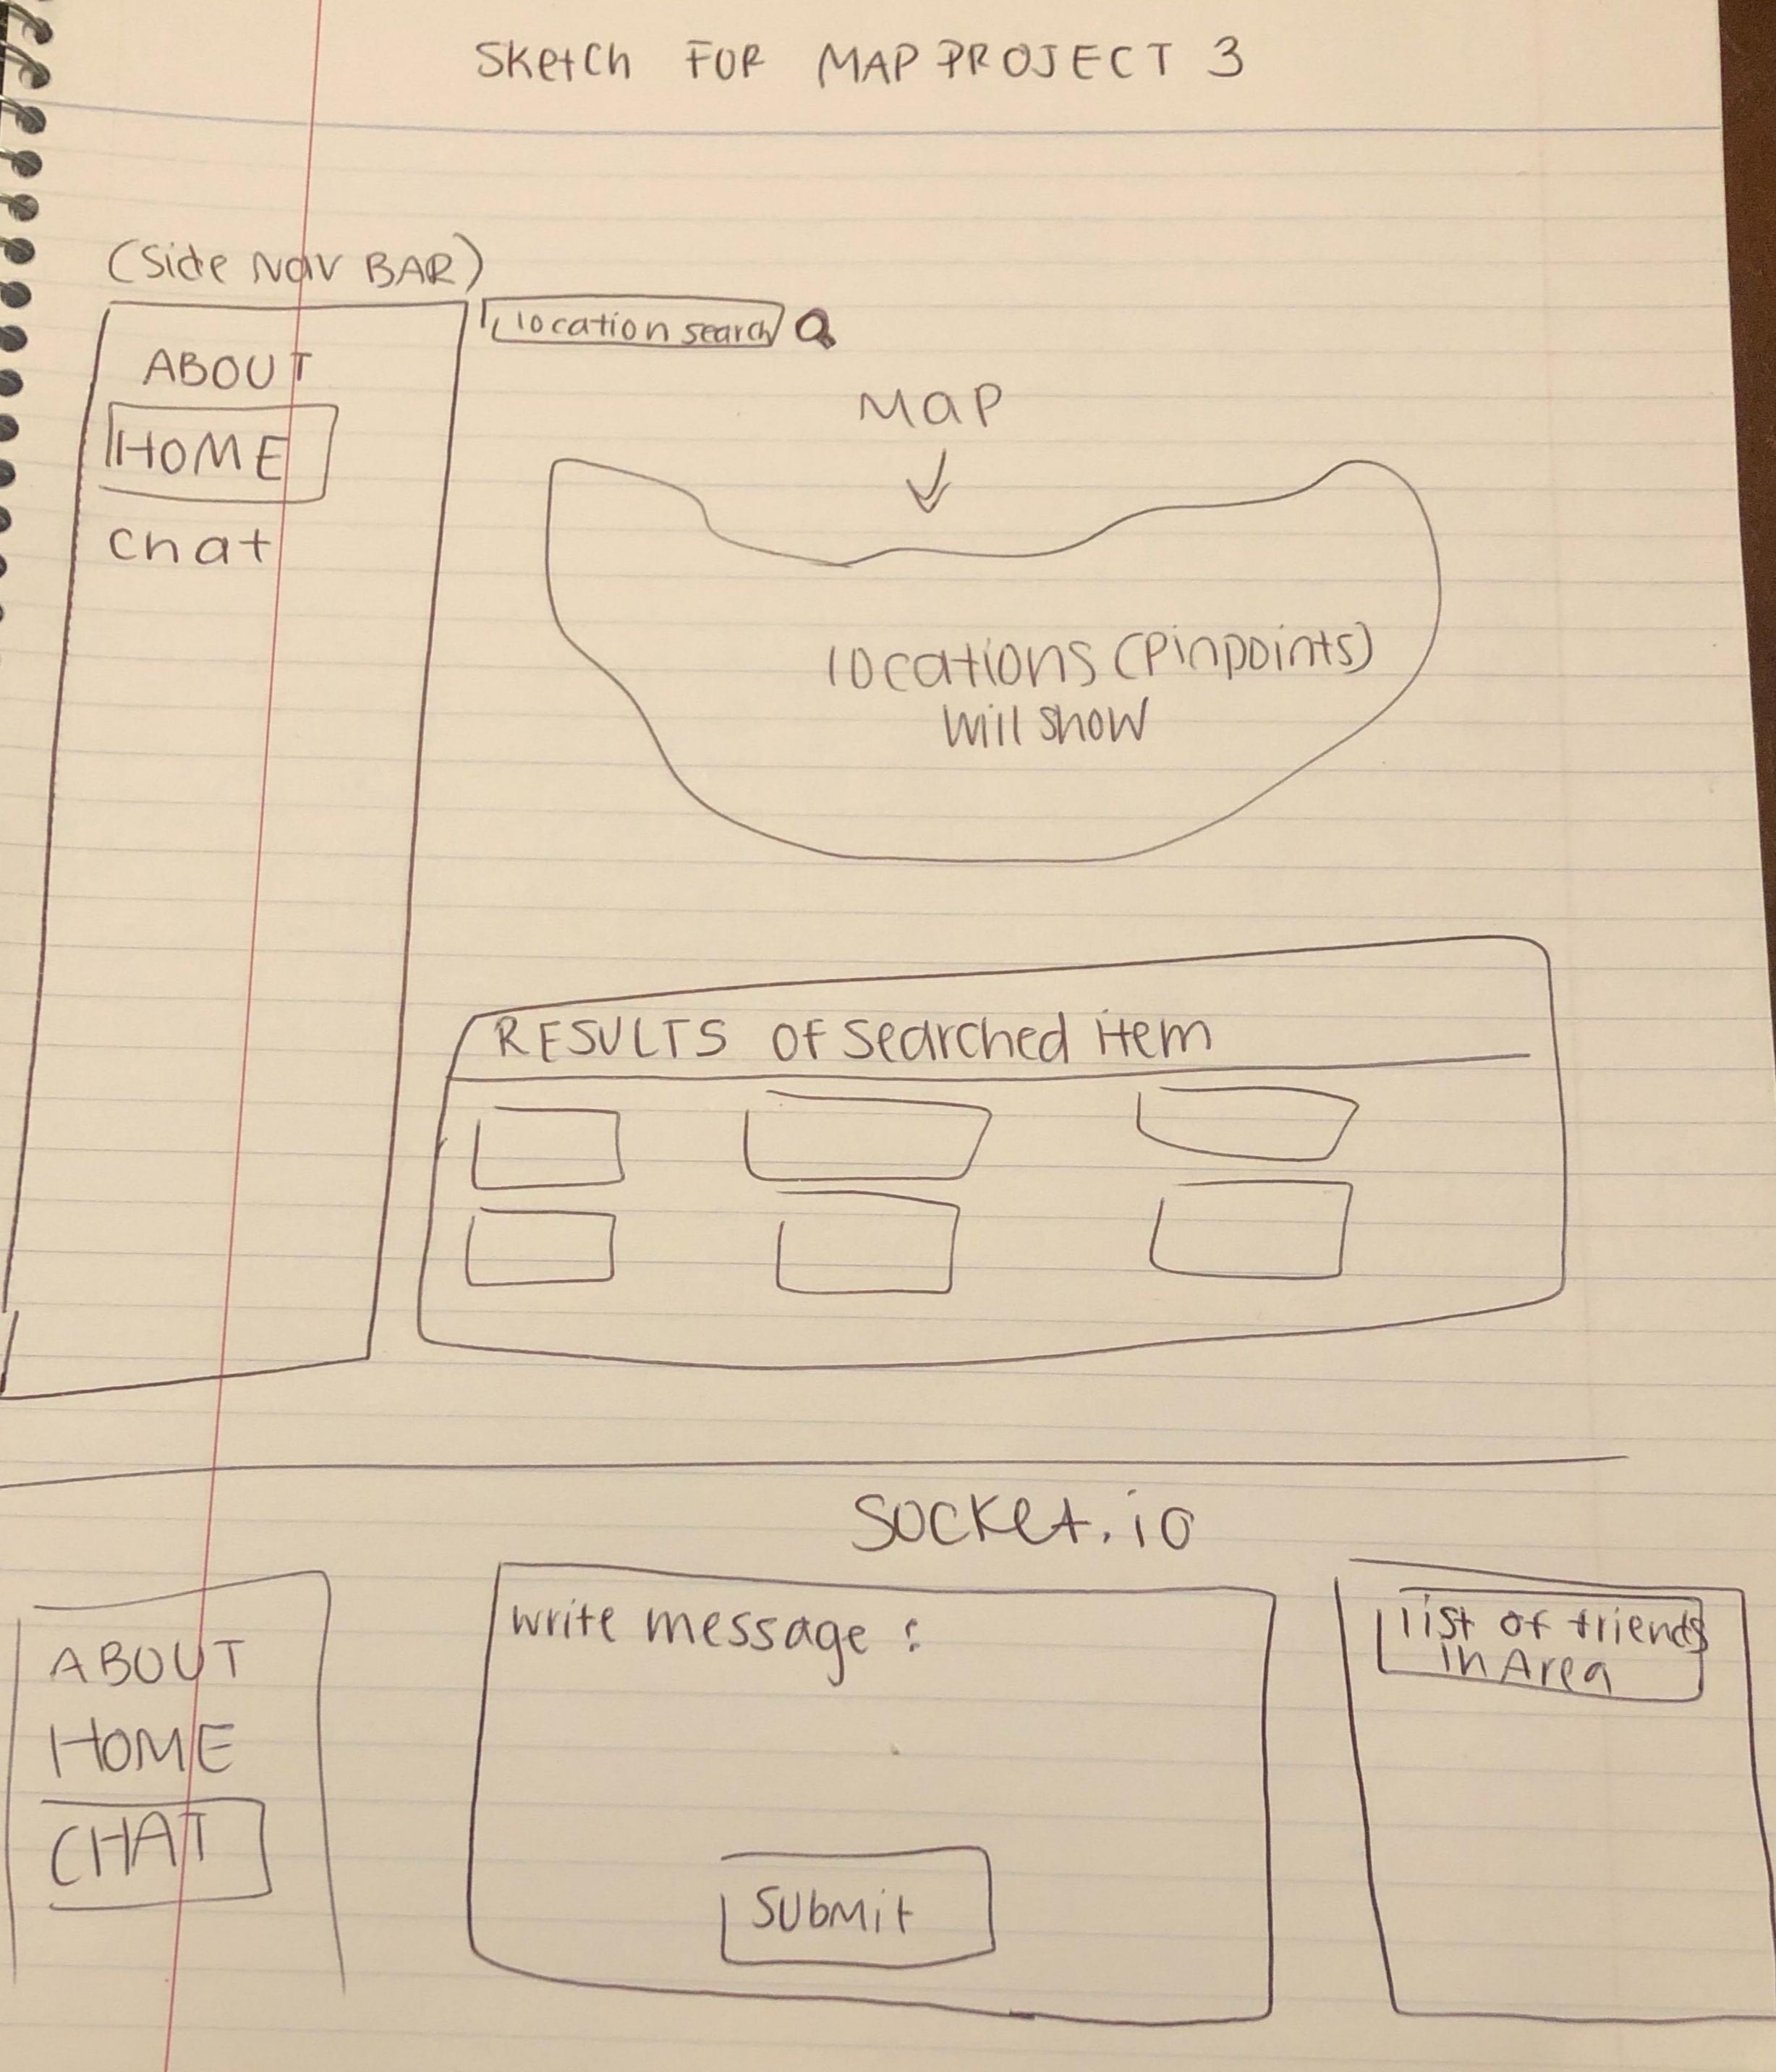 Sketch FOR MAP PROJECT 3
(Side Nav BAR)
location search
ABOUT
HOME
chat
MaP
locations (Pinpoints)
will show
RESULTS of Searched item
Socket.io
ABOUT
HOME
CHAT
write message :
Submit
list of friends
in Area